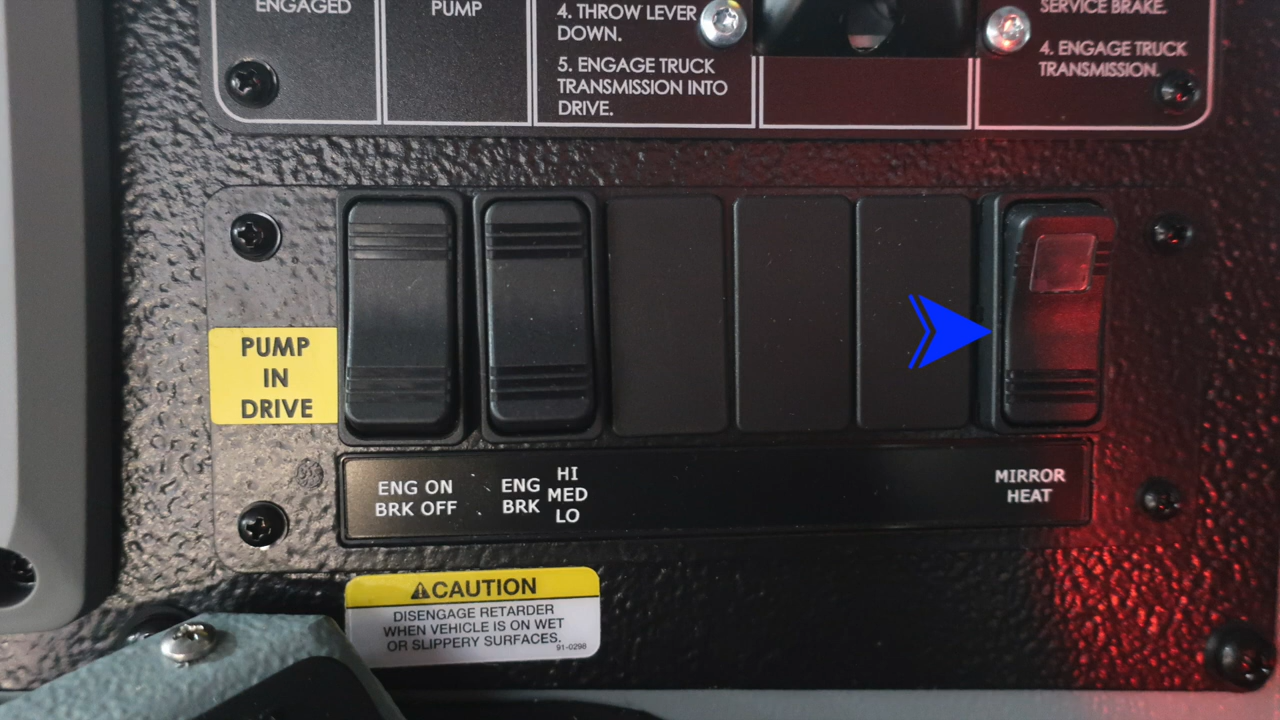 ENGAGED
PUMP
4. THROW LEVER
DOWN.
5. ENGAGE TRUCK
TRANSMISSION INTO
DRIVE.
SERVICE BRAKE.
4. ENGAGE TRUCK
TRANSMISSION.
PUMP
IN
DRIVE
ENG ON
BRK OFF
ENG
BRK
HI
MED
LO
MIRROR
HEAT
⚠CAUTION
DISENGAGE RETARDER
WHEN VEHICLE IS ON WET
OR SLIPPERY SURFACES.
91-0298